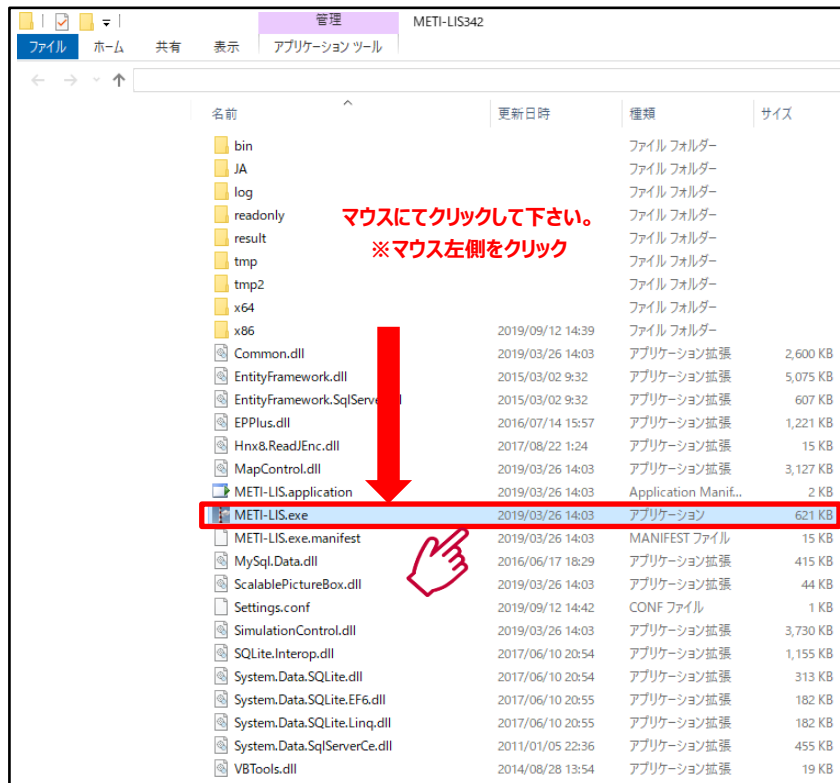 管理 METI-LIS342
ファイル ホーム 共有 表示 アプリケーション ツール
名前 更新日時 種類 サイズ
bin ファイル フォルダー
JA ファイル フォルダー
log ファイル フォルダー
readonly ファイル フォルダー
マウスにてクリックして下さい。
result ファイル フォルダー
※マウス左側をクリック
tmp ファイル フォルダー
tmp2 ファイル フォルダー
x64 ファイル フォルダー
x86 2019/09/12 14:39 ファイル フォルダー
Common.dll 2019/03/26 14:03 アプリケーション拡張 2,600 KB
EntityFramework.dll 2015/03/02 9:32 アプリケーション拡張 5,075 KB
2015/03/02 9:32 アプリケーション拡張 607 KB
EPPlus.dll 2016/07/14 15:57 アプリケーション拡張 1,221 KB
Hnx8.ReadJEnc.dll 2017/08/22 1:24 アプリケーション拡張 15 KB
MapControl.dll 2019/03/26 14:03 アプリケーション拡張 3,127 KB
METI-LIS.application 2019/03/26 14:03 Application Manif... 2 KB
METI-LIS.exe 2019/03/26 14:03 アプリケーション 621 KB
METI-LIS.exe.manifest 2019/03/26 14:03 MANIFEST ファイル 15 KB
MySql.Data.dll 2016/06/17 18:29 アプリケーション拡張 415 KB
ScalablePictureBox.dll 2019/03/26 14:03 アプリケーション拡張 44 KB
Settings.conf 2019/09/12 14:42 CONF ファイル 1 KB
SimulationControl.dll 2019/03/26 14:03 アプリケーション拡張 3,730 KB
SQLite.Interop.dll 2017/06/10 20:54 アプリケーション拡張 1,155 KB
System.Data.SQLite.dll 2017/06/10 20:54 アプリケーション拡張 313 KB
System.Data.SQLite.EF6.dll 2017/06/10 20:55 アプリケーション拡張 182 KB
System.Data.SQLite.Linq.dll 2017/06/10 20:55 アプリケーション拡張 182 KB
System.Data.SqlServerCe.dll 2011/01/05 22:36 アプリケーション拡張 455 KB
VBTools.dll 2014/08/28 13:54 アプリケーション拡張 19 KB